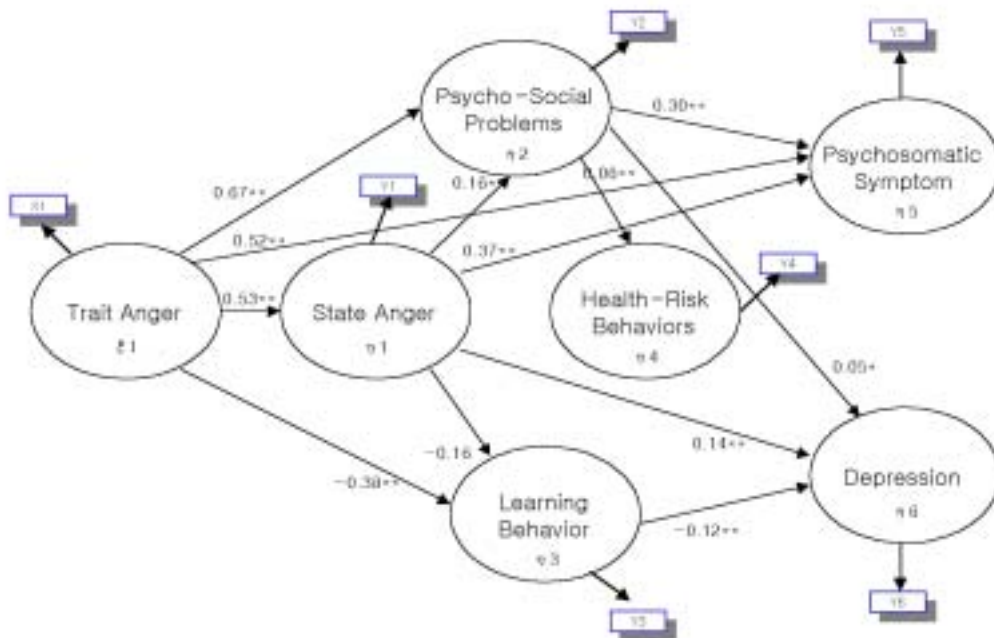 Y2
Y5
Psycho-Social
Problems
η2
0.30**
Psychosomatic
Symptom
η5
0.67**
X1
Y1
0.16*
0.06**
0.52**
0.37**
Trait Anger
ξ1
0.53**
State Anger
η1
Health-Risk
Behaviors
η4
Y4
0.05*
-0.38**
-0.16
0.14**
Learning
Behavior
η3
-0.12**
Depression
η6
Y3
Y6